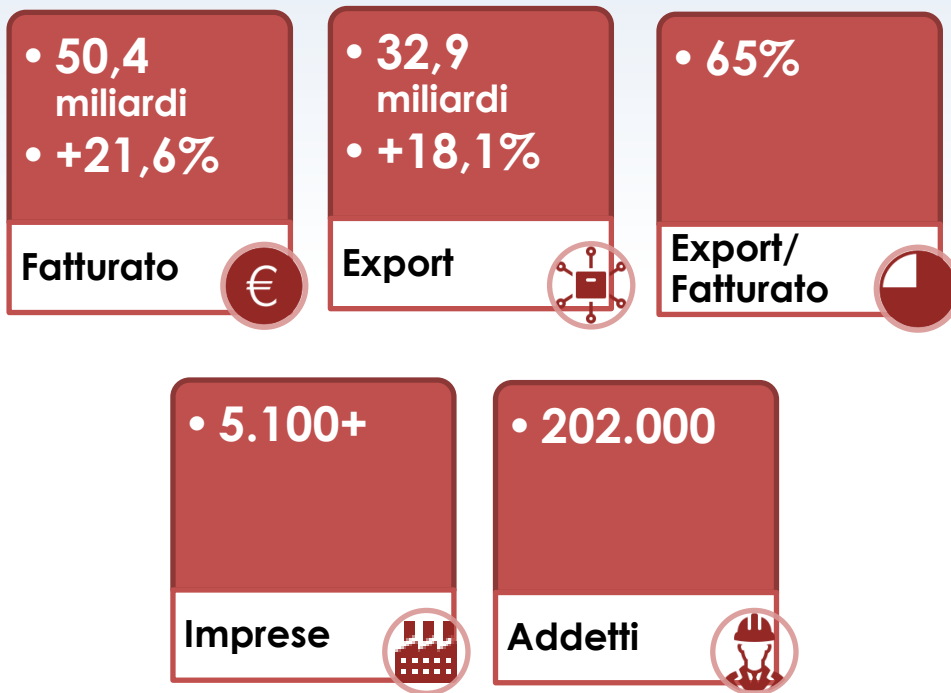 • 50,4
miliardi
• +21,6%
Fatturato
€
• 32,9
miliardi
• +18,1%
Export
• 65%
Export/
Fatturato
• 5.100+
Imprese
• 202.000
Addetti